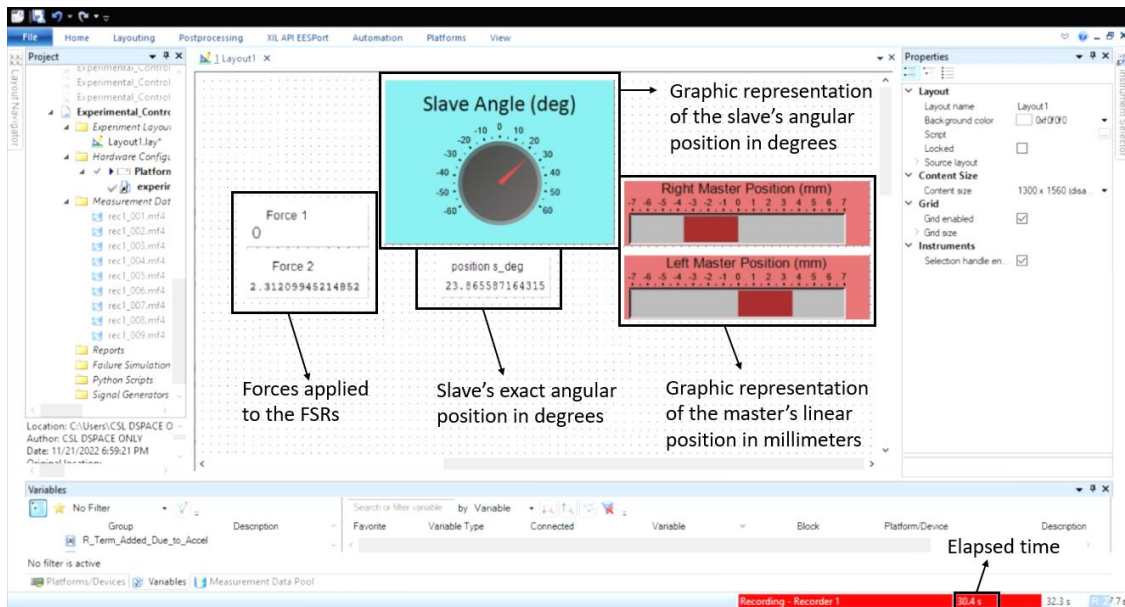 File Home Layouting Postprocessing XIL API EESPort Automation Platforms View
Project
1 Layout1
Properties
Layout Navigator
Instrument Selector
Experimental_Control
Experimental_Control
Experimental_Control
Experimental_Contro
Experiment Layou
Layout1.lay*
Hardware Configu
Platform
experir
Measurement Dat
rec1_001.mf4
rec1_002.mf4
rec1_003.mf4
rec1_004.mf4
rec1_005.mf4
rec1_006.mf4
rec1_007.mf4
rec1_008.mf4
rec1_009.mf4
Reports
Failure Simulation
Python Scripts
Signal Generators
Location: C:\Users\CSL DSPACE O
Author: CSL DSPACE ONLY
Date: 11/21/2022 6:59:21 PM
Force 1
0
Force 2
2.31209945214852
Forces applied
to the FSRs
Slave Angle (deg)
-60 -50 -40 -30 -20 -10 0 10 20 30 40 50 60
position s_deg
23.865587164315
Slave's exact angular
position in degrees
Graphic representation
of the slave's angular
position in degrees
Right Master Position (mm)
-7 -6 -5 -4 -3 -2 -1 0 1 2 3 4 5 6 7
Left Master Position (mm)
-7 -6 -5 -4 -3 -2 -1 0 1 2 3 4 5 6 7
Graphic representation
of the master's linear
position in millimeters
Layout
Layout name Layout1
Background color 0xf0f0f0
Script
Locked
Source layout
Content Size
Content size 1300 x 1560 (disa...
Grid
Grid enabled
Grid size
Instruments
Selection handle en...
Variables
No Filter
Search or filter variable by Variable
Group Description
Favorite Variable Type Connected Variable Block Platform/Device Description
R_Term_Added_Due_to_Accel
No filter is active
Elapsed time
Platforms/Devices Variables Measurement Data Pool
Recording - Recorder 1 30.4 s 32.3 s